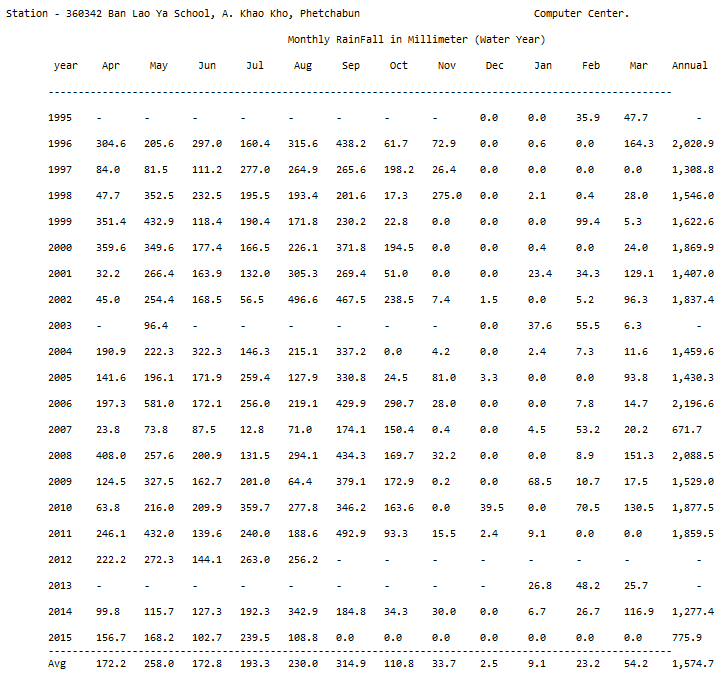 Station - 360342 Ban Lao Ya School, A. Khao Kho, Phetchabun Computer Center.
Monthly RainFall in Millimeter (Water Year)
year Apr May Jun Jul Aug Sep Oct Nov Dec Jan Feb Mar Annual
1995 - - - - - - - - 0.0 0.0 35.9 47.7 -
1996 304.6 205.6 297.0 160.4 315.6 438.2 61.7 72.9 0.0 0.6 0.0 164.3 2,020.9
1997 84.0 81.5 111.2 277.0 264.9 265.6 198.2 26.4 0.0 0.0 0.0 0.0 1,308.8
1998 47.7 352.5 232.5 195.5 193.4 201.6 17.3 275.0 0.0 2.1 0.4 28.0 1,546.0
1999 351.4 432.9 118.4 190.4 171.8 230.2 22.8 0.0 0.0 0.0 99.4 5.3 1,622.6
2000 359.6 349.6 177.4 166.5 226.1 371.8 194.5 0.0 0.0 0.4 0.0 24.0 1,869.9
2001 32.2 266.4 163.9 132.0 305.3 269.4 51.0 0.0 0.0 23.4 34.3 129.1 1,407.0
2002 45.0 254.4 168.5 56.5 496.6 467.5 238.5 7.4 1.5 0.0 5.2 96.3 1,837.4
2003 - 96.4 - - - - - - 0.0 37.6 55.5 6.3 -
2004 190.9 222.3 322.3 146.3 215.1 337.2 0.0 4.2 0.0 2.4 7.3 11.6 1,459.6
2005 141.6 196.1 171.9 259.4 127.9 330.8 24.5 81.0 3.3 0.0 0.0 93.8 1,430.3
2006 197.3 581.0 172.1 256.0 219.1 429.9 290.7 28.0 0.0 0.0 7.8 14.7 2,196.6
2007 23.8 73.8 87.5 12.8 71.0 174.1 150.4 0.4 0.0 4.5 53.2 20.2 671.7
2008 408.0 257.6 200.9 131.5 294.1 434.3 169.7 32.2 0.0 0.0 8.9 151.3 2,088.5
2009 124.5 327.5 162.7 201.0 64.4 379.1 172.9 0.2 0.0 68.5 10.7 17.5 1,529.0
2010 63.8 216.0 209.9 359.7 277.8 346.2 163.6 0.0 39.5 0.0 70.5 130.5 1,877.5
2011 246.1 432.0 139.6 240.0 188.6 492.9 93.3 15.5 2.4 9.1 0.0 0.0 1,859.5
2012 222.2 272.3 144.1 263.0 256.2 - - - - - - - -
2013 - - - - - - - - - 26.8 48.2 25.7 -
2014 99.8 115.7 127.3 192.3 342.9 184.8 34.3 30.0 0.0 6.7 26.7 116.9 1,277.4
2015 156.7 168.2 102.7 239.5 108.8 0.0 0.0 0.0 0.0 0.0 0.0 0.0 775.9
Avg 172.2 258.0 172.8 193.3 230.0 314.9 110.8 33.7 2.5 9.1 23.2 54.2 1,574.7